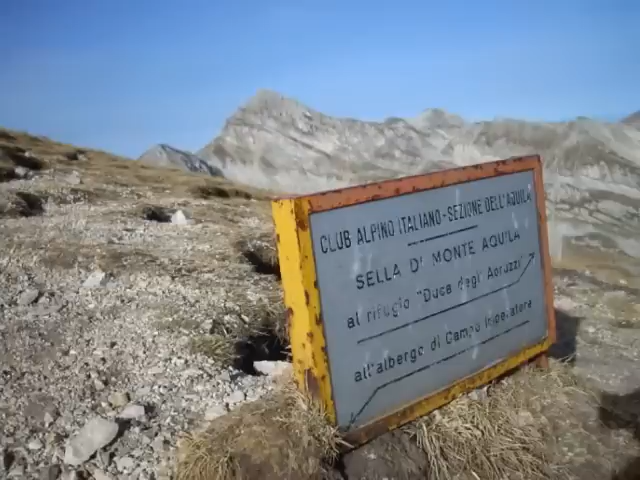 CLUB ALPINO ITALIANO - SEZIONE DELL'AQUILA
SELLA DI MONTE AQUILA
al rifugio "Duca degli Abruzzi"
all'albergo di Campo Imperatore